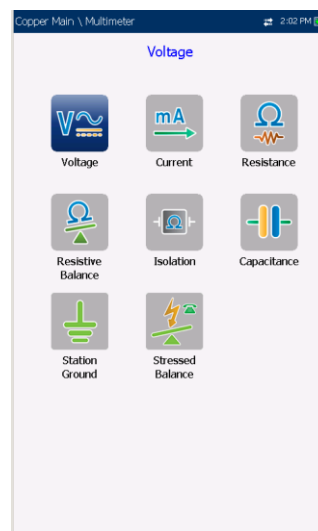 Copper Main \ Multimeter 2:02 PM
Voltage
V
mA
Ω
Voltage Current Resistance
Ω
Ω
Resistive
Balance
Isolation
Capacitance
Station
Ground
Stressed
Balance